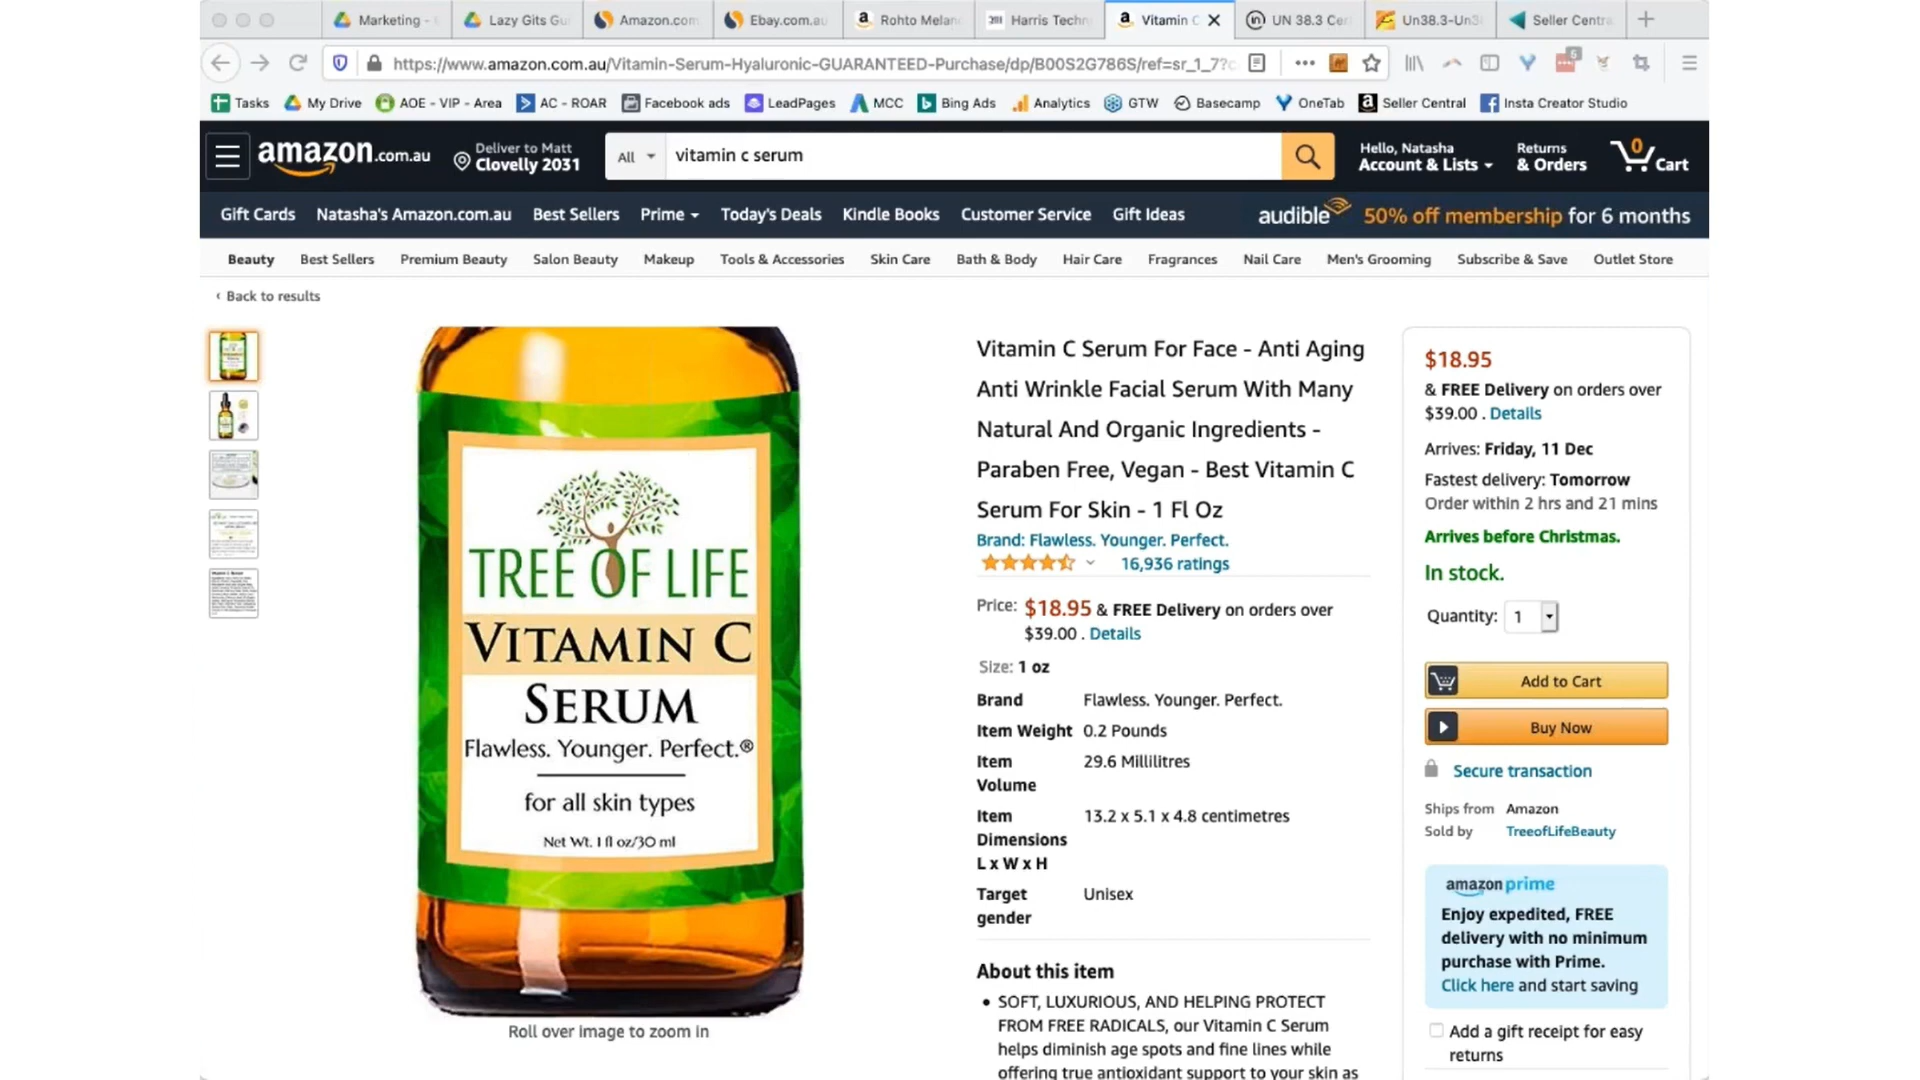 Marketing -
Lazy Gits Gu
Amazon.com
Ebay.com.au
Rohto Melan
Harris Techn
Vitamin C
UN 38.3 Cer
Un38.3-Un3
Seller Centra
https://www.amazon.com.au/Vitamin-Serum-Hyaluronic-GUARANTEED-Purchase/dp/B00S2G786S/ref=sr_1_7?c
6
Tasks
My Drive
AOE - VIP - Area
AC - ROAR
Facebook ads
LeadPages
MCC
Bing Ads
Analytics
GTW
Basecamp
OneTab
Seller Central
Insta Creator Studio
amazon.com.au
Deliver to Matt
Clovelly 2031
All
vitamin c serum
Hello, Natasha
Account & Lists
Returns
& Orders
0
Cart
Gift Cards
Natasha's Amazon.com.au
Best Sellers
Prime
Today's Deals
Kindle Books
Customer Service
Gift Ideas
audible
50% off membership for 6 months
Beauty
Best Sellers
Premium Beauty
Salon Beauty
Makeup
Tools & Accessories
Skin Care
Bath & Body
Hair Care
Fragrances
Nail Care
Men's Grooming
Subscribe & Save
Outlet Store
‹ Back to results
TREE OF LIFE
VITAMIN C
SERUM
Flawless. Younger. Perfect.®
for all skin types
Net Wt. 1 fl oz/30 ml
Roll over image to zoom in
Vitamin C Serum For Face - Anti Aging
Anti Wrinkle Facial Serum With Many
Natural And Organic Ingredients -
Paraben Free, Vegan - Best Vitamin C
Serum For Skin - 1 Fl Oz
Brand: Flawless. Younger. Perfect.
16,936 ratings
Price: $18.95 & FREE Delivery on orders over
$39.00 . Details
Size: 1 oz
Brand Flawless. Younger. Perfect.
Item Weight 0.2 Pounds
Item 29.6 Millilitres
Volume
Item 13.2 x 5.1 x 4.8 centimetres
Dimensions
L x W x H
Target Unisex
gender
About this item
• SOFT, LUXURIOUS, AND HELPING PROTECT
FROM FREE RADICALS, our Vitamin C Serum
helps diminish age spots and fine lines while
offering true antioxidant support to your skin as
$18.95
& FREE Delivery on orders over
$39.00 . Details
Arrives: Friday, 11 Dec
Fastest delivery: Tomorrow
Order within 2 hrs and 21 mins
Arrives before Christmas.
In stock.
Quantity: 1
Add to Cart
Buy Now
Secure transaction
Ships from Amazon
Sold by TreeofLifeBeauty
amazon prime
Enjoy expedited, FREE
delivery with no minimum
purchase with Prime.
Click here and start saving
Add a gift receipt for easy
returns